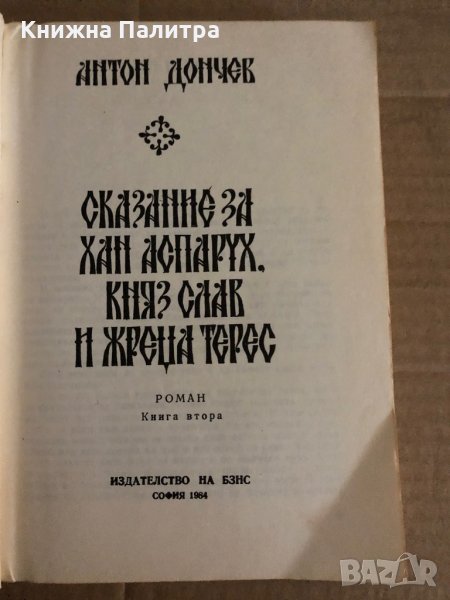 Книжна Палитра
АНТОН ДОНЧЕВ
СКАЗАНИЕ ЗА
ХАН АСПАРУХ,
КНЯЗ СЛАВ
И ЖРЕЦА ТЕРЕС
РОМАН
Книга втора
ИЗДАТЕЛСТВО НА БЗНС
СОФИЯ 1984
BAZAR